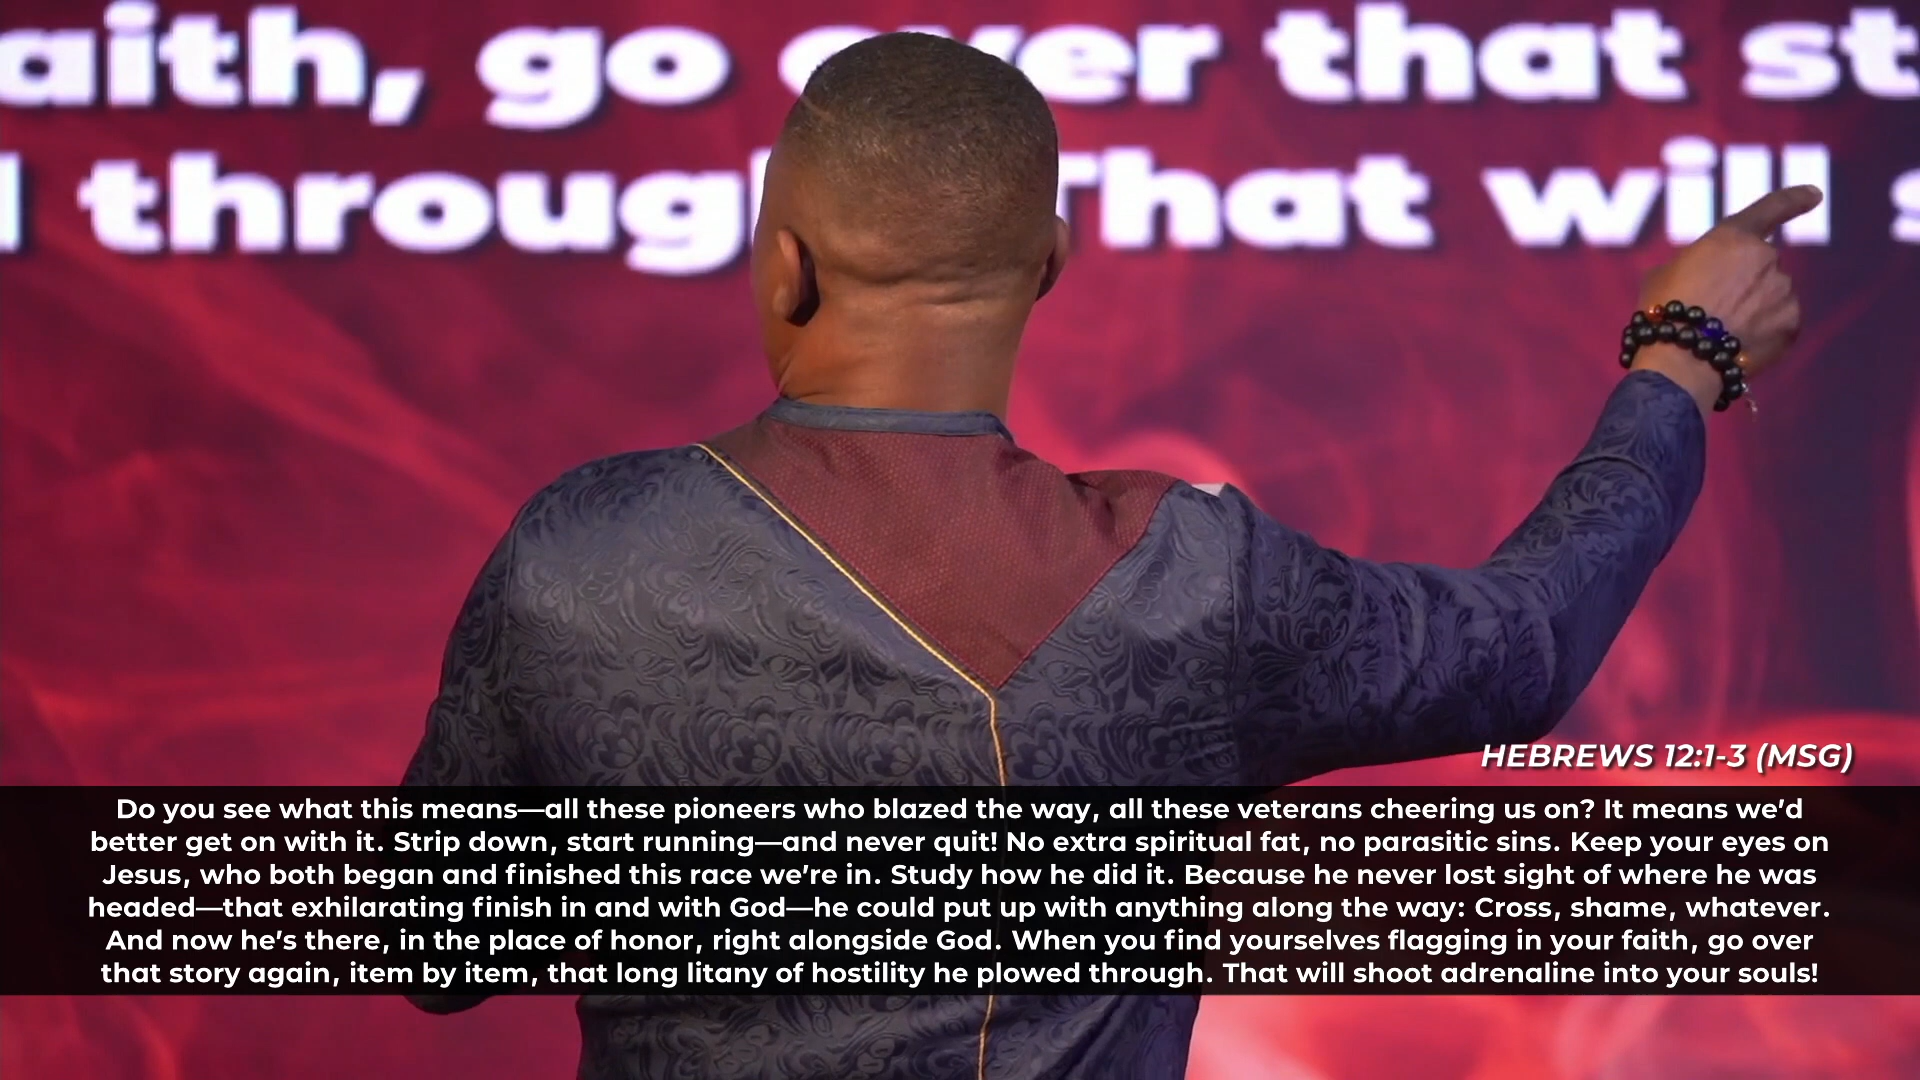 aith, go over that st
l through. That will s
HEBREWS 12:1-3 (MSG)
Do you see what this means—all these pioneers who blazed the way, all these veterans cheering us on? It means we'd
better get on with it. Strip down, start running—and never quit! No extra spiritual fat, no parasitic sins. Keep your eyes on
Jesus, who both began and finished this race we're in. Study how he did it. Because he never lost sight of where he was
headed—that exhilarating finish in and with God—he could put up with anything along the way: Cross, shame, whatever.
And now he's there, in the place of honor, right alongside God. When you find yourselves flagging in your faith, go over
that story again, item by item, that long litany of hostility he plowed through. That will shoot adrenaline into your souls!